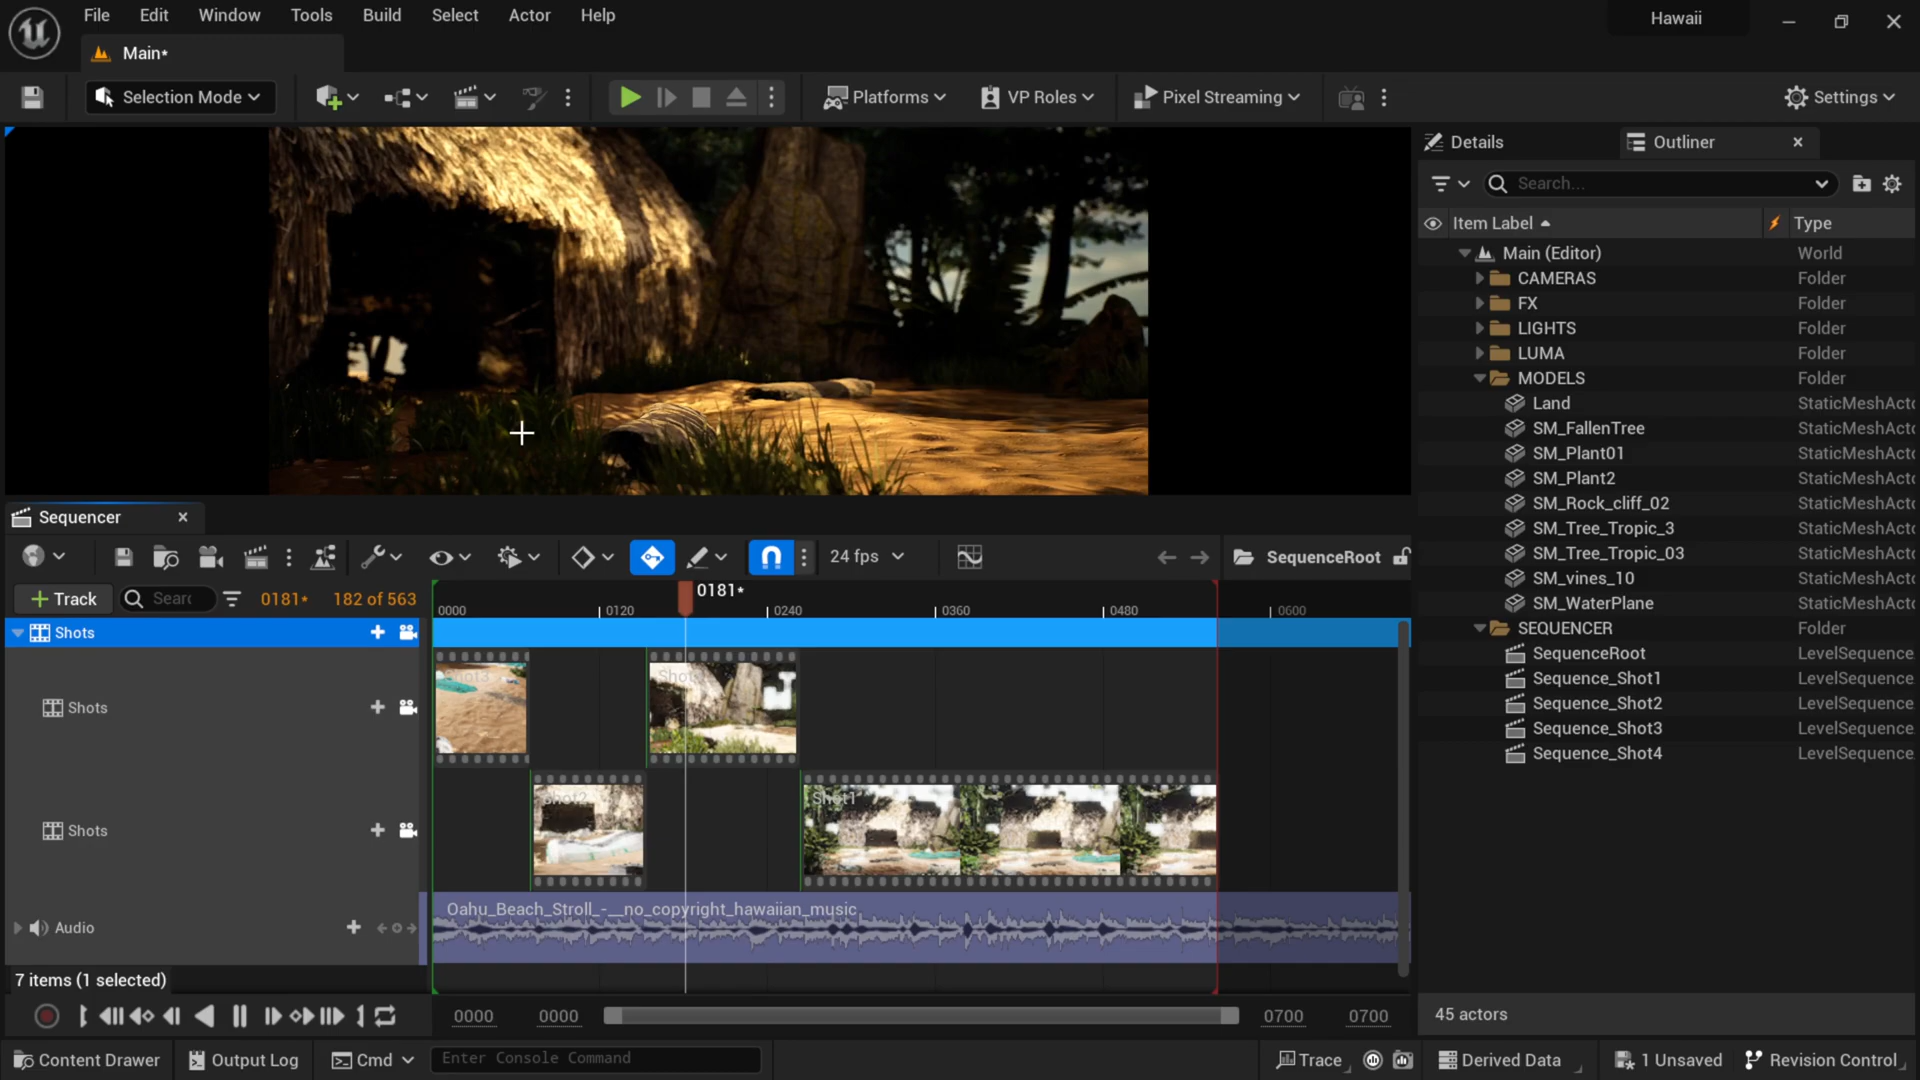 File Edit Window Tools Build Select Actor Help
Hawaii
Main*
Selection Mode
Platforms
VP Roles
Pixel Streaming
Settings
Details
Outliner
Search...
Item Label
Type
Main (Editor) World
CAMERAS Folder
FX Folder
LIGHTS Folder
LUMA Folder
MODELS Folder
Land StaticMeshActo
SM_FallenTree StaticMeshActo
SM_Plant01 StaticMeshActo
SM_Plant2 StaticMeshActo
SM_Rock_cliff_02 StaticMeshActo
SM_Tree_Tropic_3 StaticMeshActo
SM_Tree_Tropic_03 StaticMeshActo
SM_vines_10 StaticMeshActo
SM_WaterPlane StaticMeshActo
SEQUENCER Folder
SequenceRoot LevelSequence
Sequence_Shot1 LevelSequence
Sequence_Shot2 LevelSequence
Sequence_Shot3 LevelSequence
Sequence_Shot4 LevelSequence
45 actors
Sequencer
24 fps
SequenceRoot
+ Track
Searc
0181*
182 of 563
0181*
0000 0120 0240 0360 0480 0600
Shots
Shots
Shot3
Shots
Shot2
Shot1
Audio
Oahu_Beach_Stroll_-__no_copyright_hawaiian_music
7 items (1 selected)
0000 0000 0700 0700
Content Drawer
Output Log
Cmd
Enter Console Command
Trace
Derived Data
1 Unsaved
Revision Control